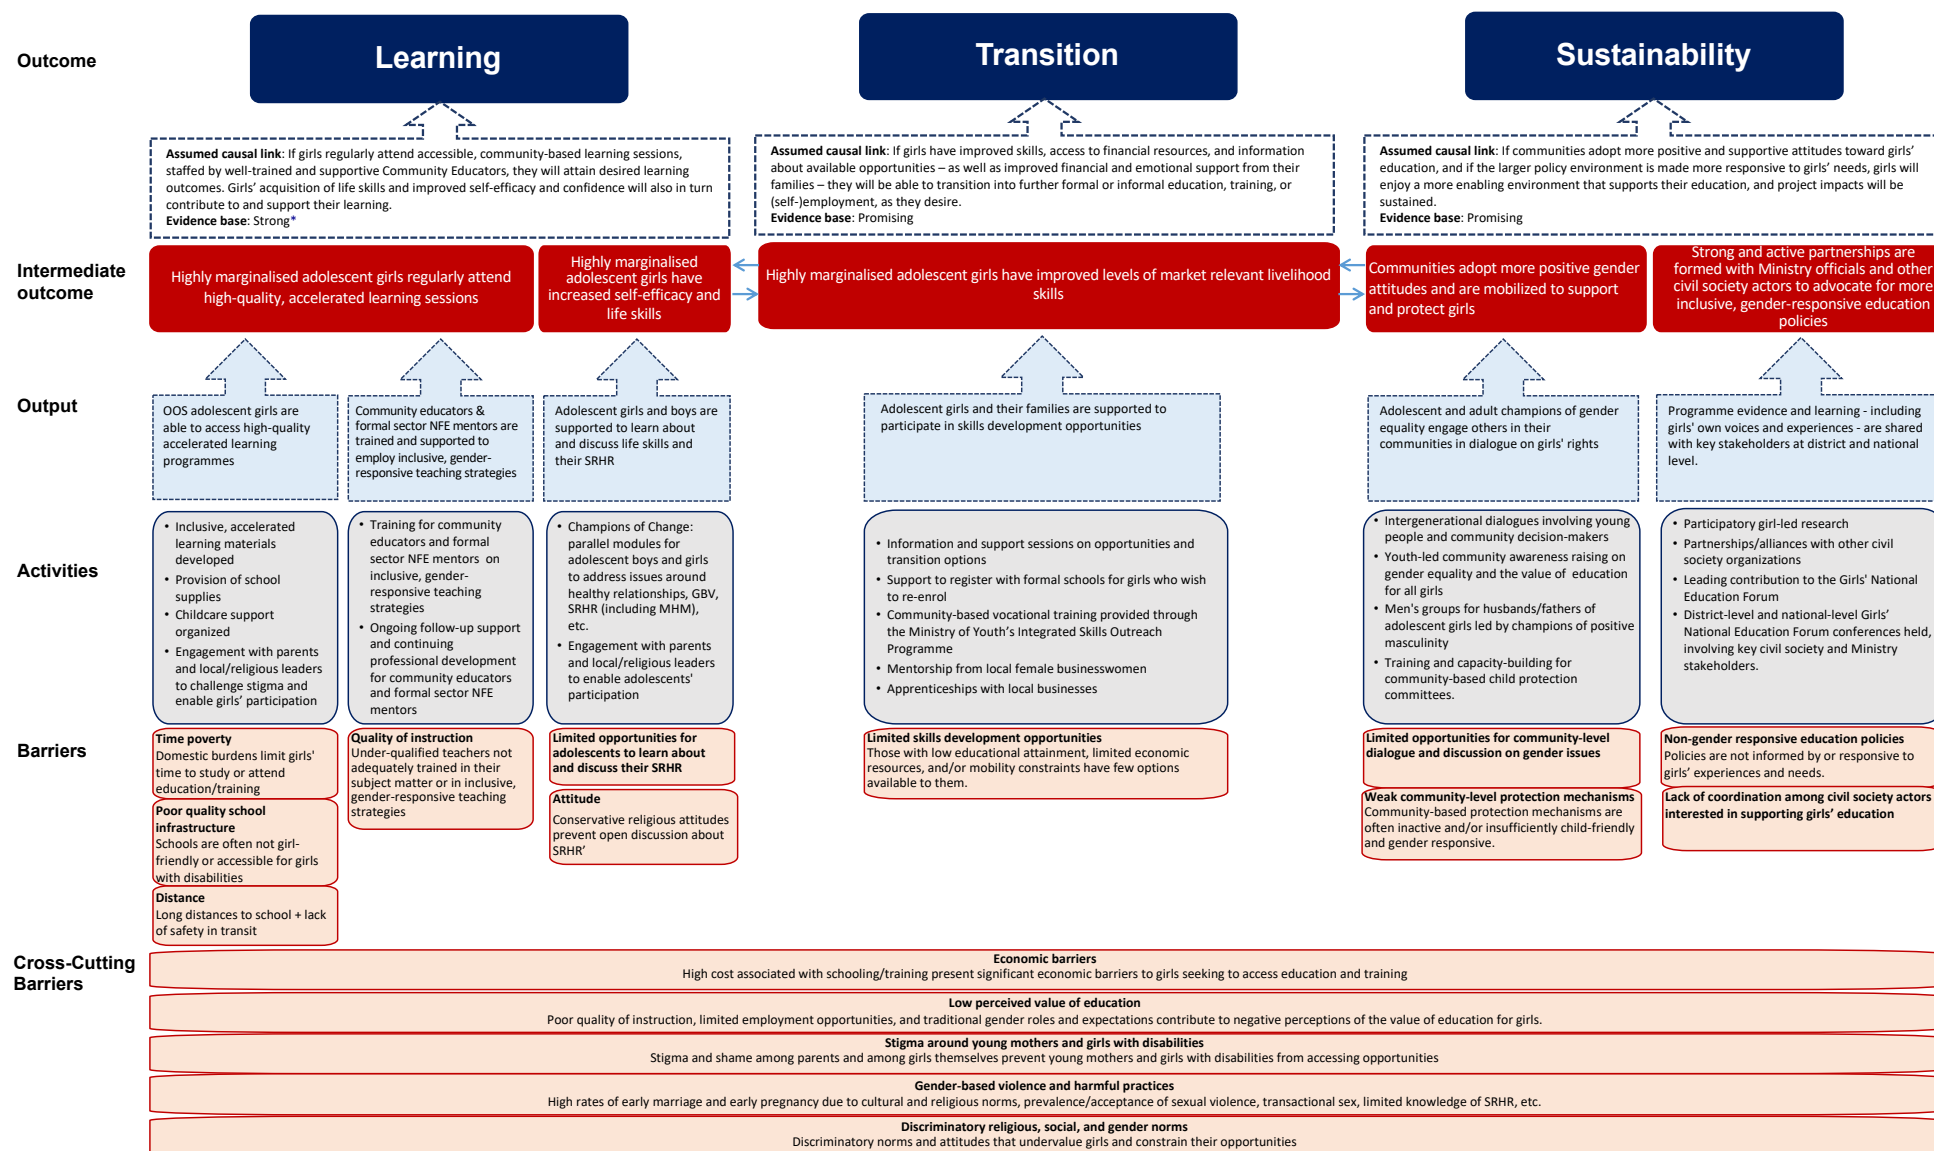 Outcome
Learning
Transition
Sustainability
Assumed causal link: If girls regularly attend accessible, community-based learning sessions,
staffed by well-trained and supportive Community Educators, they will attain desired learning
outcomes. Girls' acquisition of life skills and improved self-efficacy and confidence will also in turn
contribute to and support their learning.
Evidence base: Strong*
Assumed causal link: If girls have improved skills, access to financial resources, and information
about available opportunities – as well as improved financial and emotional support from their
families – they will be able to transition into further formal or informal education, training, or
(self-)employment, as they desire.
Evidence base: Promising
Assumed causal link: If communities adopt more positive and supportive attitudes toward girls'
education, and if the larger policy environment is made more responsive to girls' needs, girls will
enjoy a more enabling environment that supports their education, and project impacts will be
sustained.
Evidence base: Promising
Intermediate
outcome
Highly marginalised adolescent girls regularly attend
high-quality, accelerated learning sessions
Highly marginalised
adolescent girls have
increased self-efficacy and
life skills
Highly marginalised adolescent girls have improved levels of market relevant livelihood
skills
Communities adopt more positive gender
attitudes and are mobilized to support
and protect girls
Strong and active partnerships are
formed with Ministry officials and other
civil society actors to advocate for more
inclusive, gender-responsive education
policies
Output
OOS adolescent girls are
able to access high-quality
accelerated learning
programmes
Community educators &
formal sector NFE mentors are
trained and supported to
employ inclusive, gender-
responsive teaching strategies
Adolescent girls and boys are
supported to learn about
and discuss life skills and
their SRHR
Adolescent girls and their families are supported to
participate in skills development opportunities
Adolescent and adult champions of gender
equality engage others in their
communities in dialogue on girls' rights
Programme evidence and learning - including
girls' own voices and experiences - are shared
with key stakeholders at district and national
level.
Activities
• Inclusive, accelerated
learning materials
developed
• Provision of school
supplies
• Childcare support
organized
• Engagement with parents
and local/religious leaders
to challenge stigma and
enable girls' participation
• Training for community
educators and formal
sector NFE mentors on
inclusive, gender-
responsive teaching
strategies
• Ongoing follow-up support
and continuing
professional development
for community educators
and formal sector NFE
mentors
• Champions of Change:
parallel modules for
adolescent boys and girls
to address issues around
healthy relationships, GBV,
SRHR (including MHM),
etc.
• Engagement with parents
and local/religious leaders
to enable adolescents'
participation
• Information and support sessions on opportunities and
transition options
• Support to register with formal schools for girls who wish
to re-enrol
• Community-based vocational training provided through
the Ministry of Youth's Integrated Skills Outreach
Programme
• Mentorship from local female businesswomen
• Apprenticeships with local businesses
• Intergenerational dialogues involving young
people and community decision-makers
• Youth-led community awareness raising on
gender equality and the value of education
for all girls
• Men's groups for husbands/fathers of
adolescent girls led by champions of positive
masculinity
• Training and capacity-building for
community-based child protection
committees.
• Participatory girl-led research
• Partnerships/alliances with other civil
society organizations
• Leading contribution to the Girls' National
Education Forum
• District-level and national-level Girls'
National Education Forum conferences held,
involving key civil society and Ministry
stakeholders.
Barriers
Time poverty
Domestic burdens limit girls'
time to study or attend
education/training
Poor quality school
infrastructure
Schools are often not girl-
friendly or accessible for girls
with disabilities
Distance
Long distances to school + lack
of safety in transit
Quality of instruction
Under-qualified teachers not
adequately trained in their
subject matter or in inclusive,
gender-responsive teaching
strategies
Limited opportunities for
adolescents to learn about
and discuss their SRHR
Attitude
Conservative religious attitudes
prevent open discussion about
SRHR'
Limited skills development opportunities
Those with low educational attainment, limited economic
resources, and/or mobility constraints have few options
available to them.
Limited opportunities for community-level
dialogue and discussion on gender issues
Weak community-level protection mechanisms
Community-based protection mechanisms are
often inactive and/or insufficiently child-friendly
and gender responsive.
Non-gender responsive education policies
Policies are not informed by or responsive to
girls' experiences and needs.
Lack of coordination among civil society actors
interested in supporting girls' education
Cross-Cutting
Barriers
Economic barriers
High cost associated with schooling/training present significant economic barriers to girls seeking to access education and training
Low perceived value of education
Poor quality of instruction, limited employment opportunities, and traditional gender roles and expectations contribute to negative perceptions of the value of education for girls.
Stigma around young mothers and girls with disabilities
Stigma and shame among parents and among girls themselves prevent young mothers and girls with disabilities from accessing opportunities
Gender-based violence and harmful practices
High rates of early marriage and early pregnancy due to cultural and religious norms, prevalence/acceptance of sexual violence, transactional sex, limited knowledge of SRHR, etc.
Discriminatory religious, social, and gender norms
Discriminatory norms and attitudes that undervalue girls and constrain their opportunities